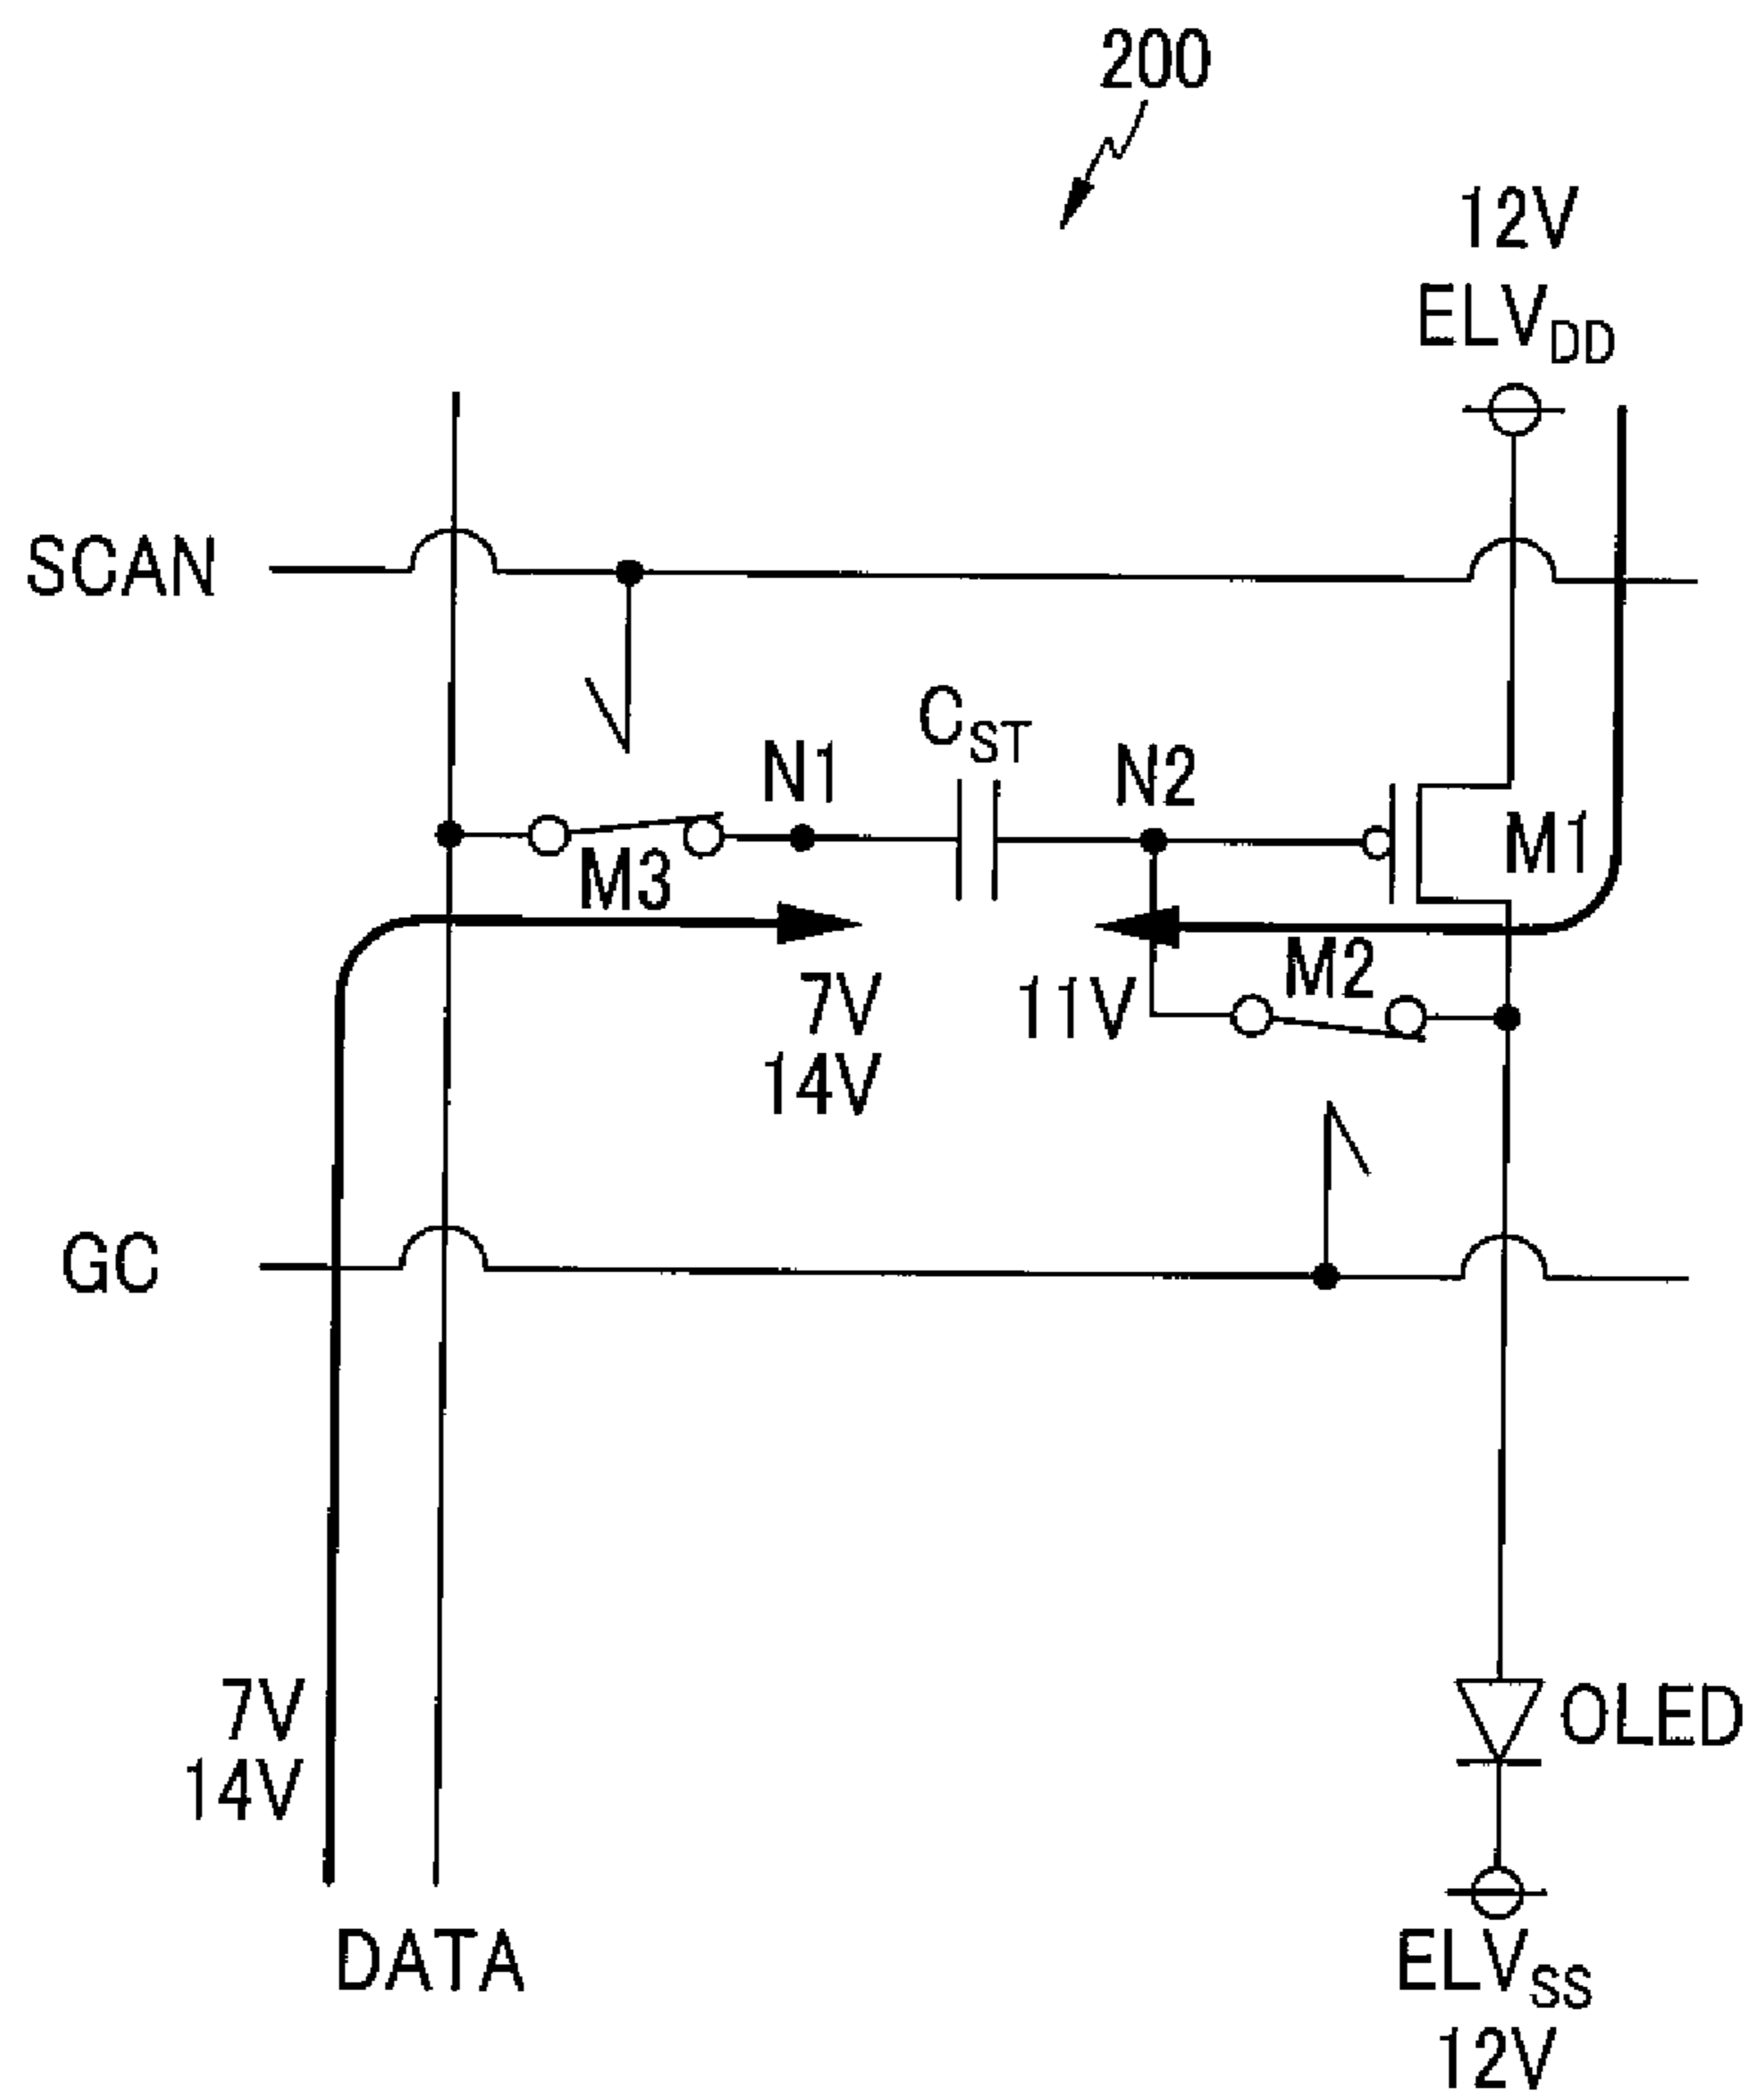 200
12V
ELVDD
SCAN
CST
N1
N2
M1
M3
M2
7V
14V
11V
GC
7V
14V
OLED
DATA
ELVSS
12V